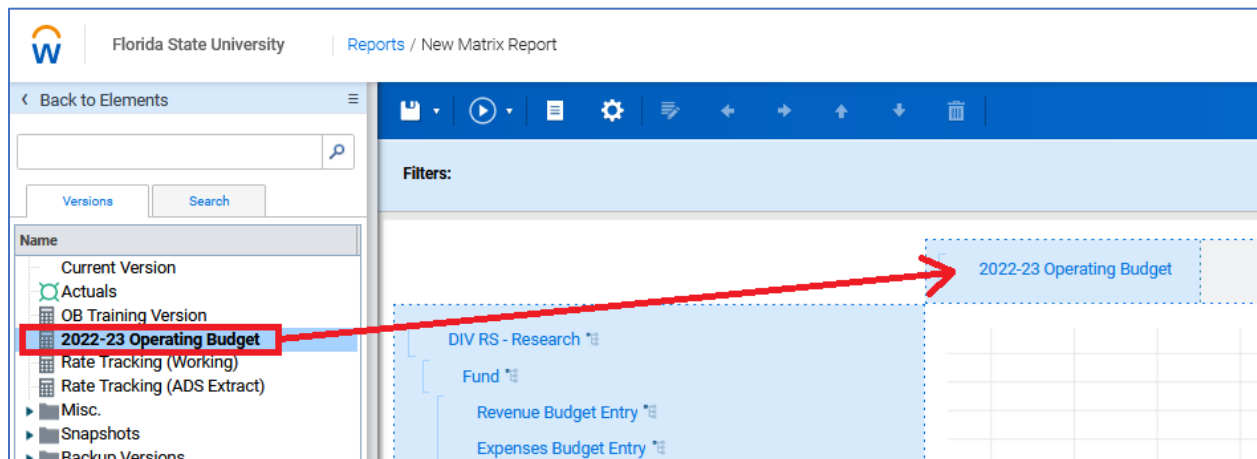 W
Florida State University
Reports / New Matrix Report
Back to Elements
Versions
Search
Name
Current Version
Actuals
OB Training Version
2022-23 Operating Budget
Rate Tracking (Working)
Rate Tracking (ADS Extract)
Misc.
Snapshots
Backup Versions
Filters:
2022-23 Operating Budget
DIV RS - Research
Fund
Revenue Budget Entry
Expenses Budget Entry